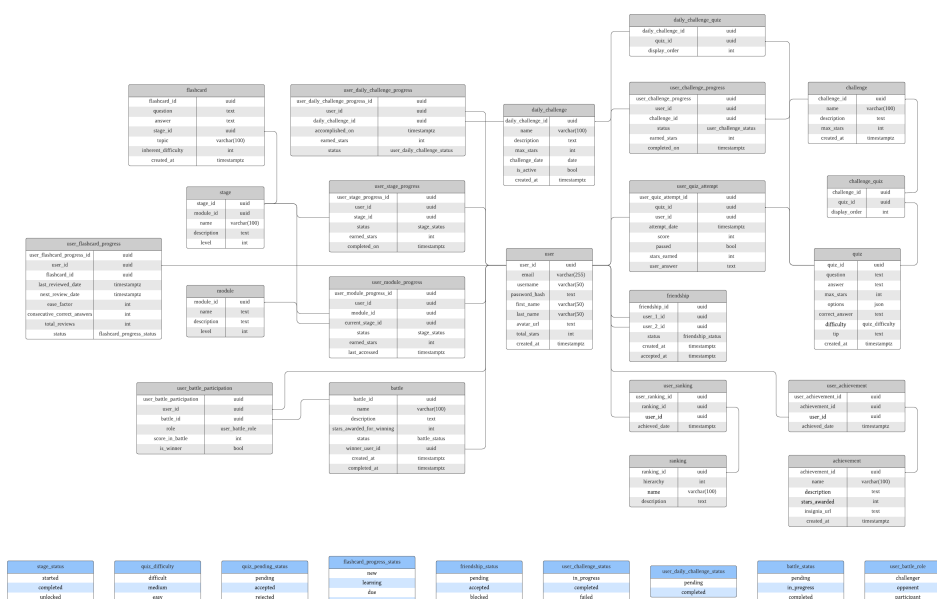 daily_challenge_quiz
daily_challenge_id uuid
quiz_id uuid
display_order int
flashcard
flashcard_id uuid
question text
answer text
stage_id uuid
topic varchar(100)
inherent_difficulty int
created_at timestamptz
user_daily_challenge_progress
user_daily_challenge_progress_id uuid
user_id uuid
daily_challenge_id uuid
accomplished_on timestamptz
earned_stars int
status user_daily_challenge_status
daily_challenge
daily_challenge_id uuid
name varchar(100)
description text
max_stars int
challenge_date date
is_active bool
created_at timestamptz
user_challenge_progress
user_challenge_progress uuid
user_id uuid
challenge_id uuid
status user_challenge_status
earned_stars int
completed_on timestamptz
challenge
challenge_id uuid
name varchar(100)
description text
max_stars int
created_at timestamptz
stage
stage_id uuid
module_id uuid
name varchar(100)
description text
level int
user_stage_progress
user_stage_progress_id uuid
user_id uuid
stage_id uuid
status stage_status
earned_stars int
completed_on timestamptz
user_quiz_attempt
user_quiz_attempt_id uuid
quiz_id uuid
user_id uuid
attempt_date timestamptz
score int
passed bool
stars_earned int
user_answer text
challenge_quiz
challenge_id uuid
quiz_id uuid
display_order int
user_flashcard_progress
user_flashcard_progress_id uuid
user_id uuid
flashcard_id uuid
last_reviewed_date timestamptz
next_review_date timestamptz
ease_factor int
consecutive_correct_answers int
total_reviews int
status flashcard_progress_status
module
module_id uuid
name text
description text
level int
user_module_progress
user_module_progress_id uuid
user_id uuid
module_id uuid
current_stage_id uuid
status stage_status
earned_stars int
last_accessed timestamptz
user
user_id uuid
email varchar(255)
username varchar(50)
password_hash text
first_name varchar(50)
last_name varchar(50)
avatar_url text
total_stars int
created_at timestamptz
friendship
friendship_id uuid
user_1_id uuid
user_2_id uuid
status friendship_status
created_at timestamptz
accepted_at timestamptz
quiz
quiz_id uuid
question text
answer text
max_stars int
options json
correct_answer text
difficulty quiz_difficulty
tip text
created_at timestamptz
user_battle_participation
user_battle_participation uuid
user_id uuid
battle_id uuid
role user_battle_role
score_in_battle int
is_winner bool
battle
battle_id uuid
name varchar(100)
description text
stars_awarded_for_winning int
status battle_status
winner_user_id uuid
created_at timestamptz
completed_at timestamptz
user_ranking
user_ranking_id uuid
ranking_id uuid
user_id uuid
achieved_date timestamptz
user_achievement
user_achievement_id uuid
achievement_id uuid
user_id uuid
achieved_date timestamptz
ranking
ranking_id uuid
hierarchy int
name varchar(100)
description text
achievement
achievement_id uuid
name varchar(100)
description text
stars_awarded int
insignia_url text
created_at timestamptz
stage_status
started
completed
unlocked
quiz_difficulty
difficult
medium
easy
quiz_pending_status
pending
accepted
rejected
flashcard_progress_status
new
learning
due
friendship_status
pending
accepted
blocked
user_challenge_status
in_progress
completed
failed
user_daily_challenge_status
pending
completed
battle_status
pending
in_progress
completed
user_battle_role
challenger
opponent
participant